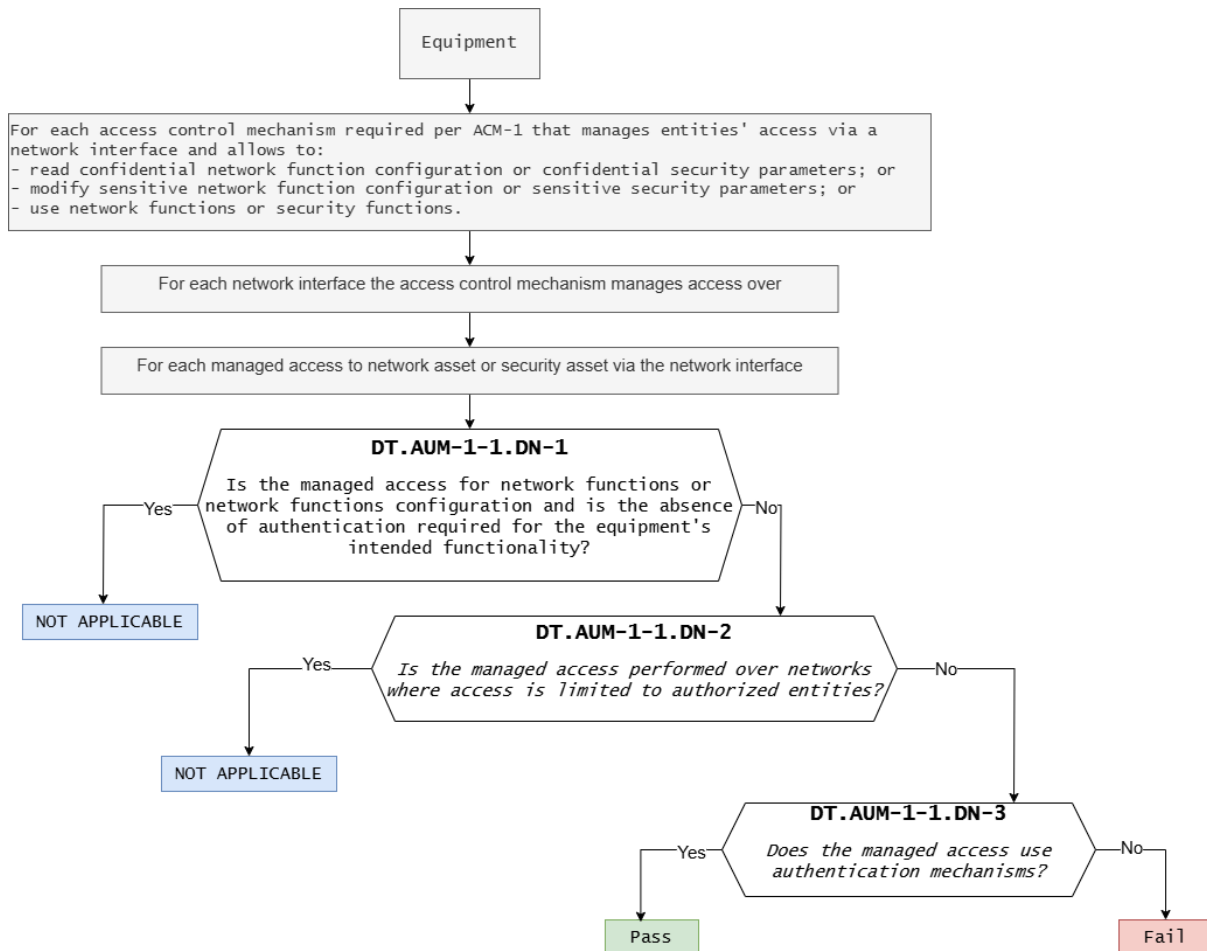 Equipment
For each access control mechanism required per ACM-1 that manages entities' access via a
network interface and allows to:
- read confidential network function configuration or confidential security parameters; or
- modify sensitive network function configuration or sensitive security parameters; or
- use network functions or security functions.
For each network interface the access control mechanism manages access over
For each managed access to network asset or security asset via the network interface
DT.AUM-1-1.DN-1
Is the managed access for network functions or
network functions configuration and is the absence
of authentication required for the equipment's
intended functionality?
Yes
No
NOT APPLICABLE
DT.AUM-1-1.DN-2
Is the managed access performed over networks
where access is limited to authorized entities?
Yes
No
NOT APPLICABLE
DT.AUM-1-1.DN-3
Does the managed access use
authentication mechanisms?
Yes
No
Pass
Fail